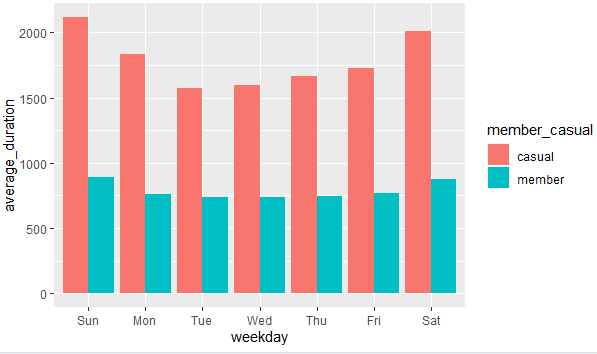 average_duration
2000
1500
1000
500
0
Sun Mon Tue Wed Thu Fri Sat
weekday
member_casual
casual
member